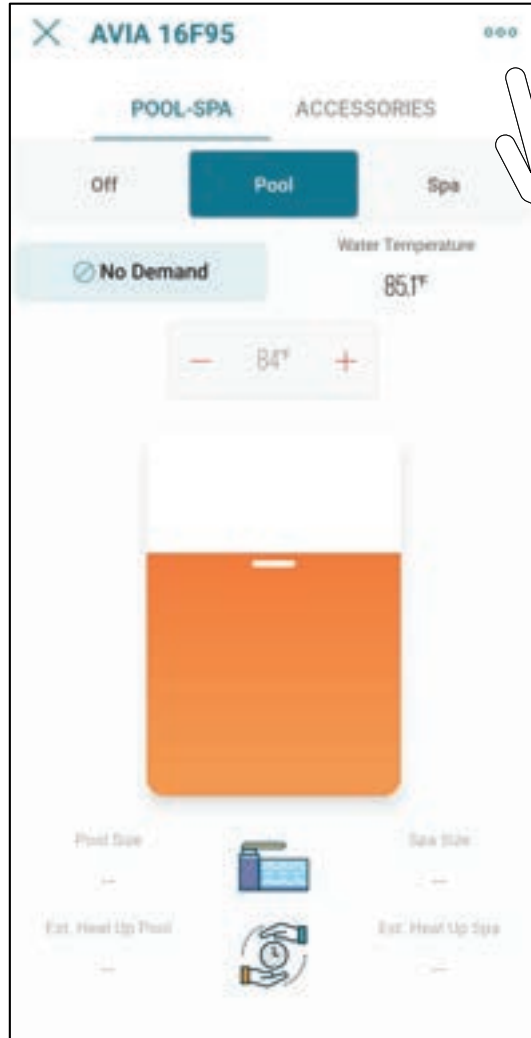 AVIA 16F95
POOL-SPA ACCESSORIES
Off Pool Spa
No Demand
Water Temperature
85.1°F
− 84°F +
Pool Size Spa Size
-- --
Est. Heat Up Pool Est. Heat Up Spa
-- --